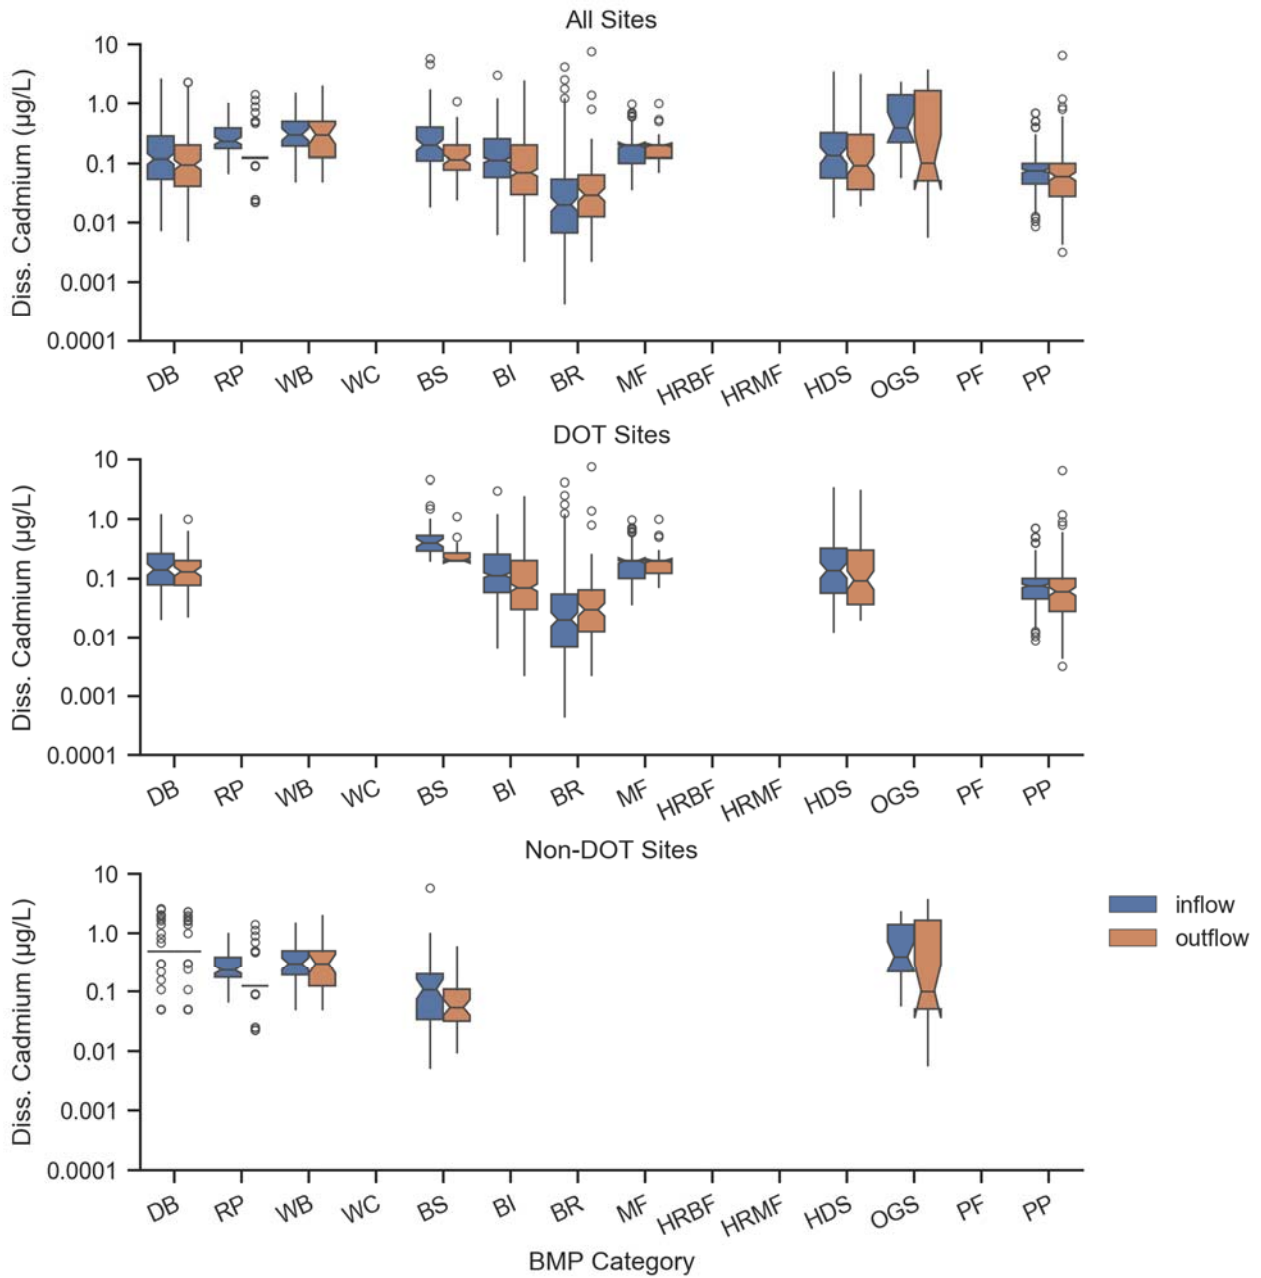 All Sites
Diss. Cadmium (µg/L)
10
1.0
0.1
0.01
0.001
0.0001
DB RP WB WC BS BI BR MF HRBF HRMF HDS OGS PF PP
DOT Sites
Diss. Cadmium (µg/L)
10
1.0
0.1
0.01
0.001
0.0001
DB RP WB WC BS BI BR MF HRBF HRMF HDS OGS PF PP
Non-DOT Sites
Diss. Cadmium (µg/L)
10
1.0
0.1
0.01
0.001
0.0001
inflow
outflow
DB RP WB WC BS BI BR MF HRBF HRMF HDS OGS PF PP
BMP Category